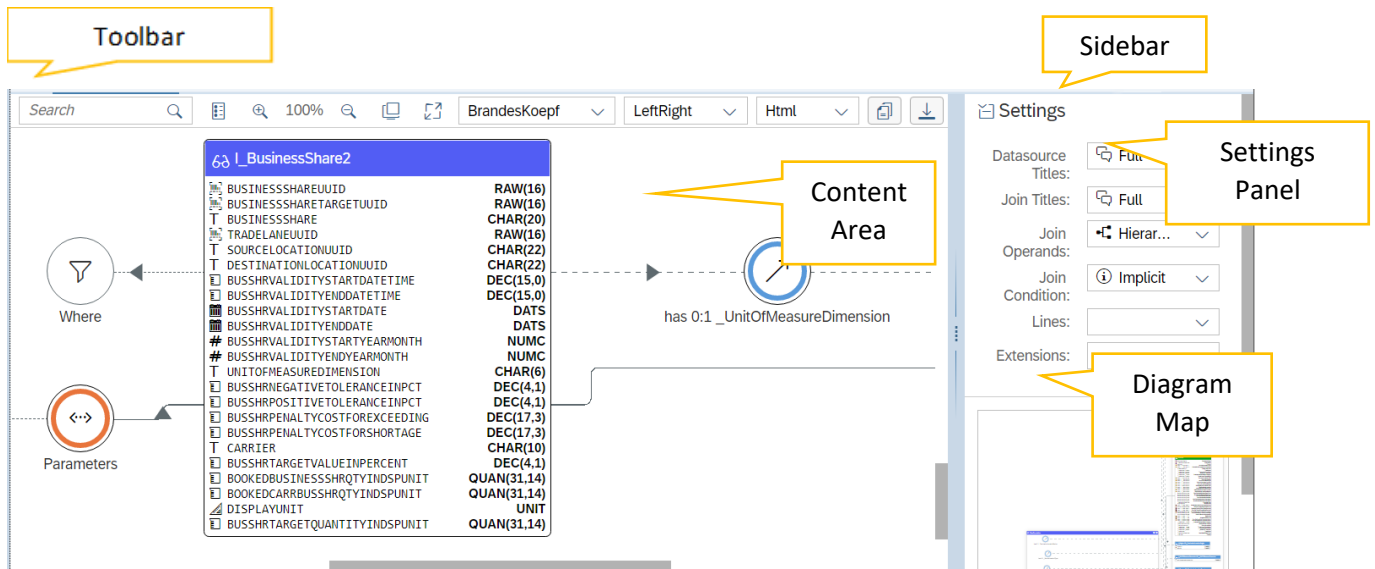 Toolbar
Sidebar
Search
100%
BrandesKoepf
LeftRight
Html
Settings
I_BusinessShare2
BUSINESSSHAREUUID RAW(16)
BUSINESSSHARETARGETUUID RAW(16)
BUSINESSSHARE CHAR(20)
TRADELANEUUID RAW(16)
SOURCELOCATIONUUID CHAR(22)
DESTINATIONLOCATIONUUID CHAR(22)
BUSSHRVALIDITYSTARTDATETIME DEC(15,0)
BUSSHRVALIDITYENDDATETIME DEC(15,0)
BUSSHRVALIDITYSTARTDATE DATS
BUSSHRVALIDITYENDDATE DATS
BUSSHRVALIDITYSTARTYEARMONTH NUMC
BUSSHRVALIDITYENDYEARMONTH NUMC
UNITOFMEASUREDIMENSION CHAR(6)
BUSSHRNEGATIVETOLERANCEINPCT DEC(4,1)
BUSSHRPOSITIVETOLERANCEINPCT DEC(4,1)
BUSSHRPENALTYCOSTFOREXCEEDING DEC(17,3)
BUSSHRPENALTYCOSTFORSHORTAGE DEC(17,3)
CARRIER CHAR(10)
BUSSHRTARGETVALUEINPERCENT DEC(4,1)
BOOKEDBUSINESSSHRQTYINDSPUNIT QUAN(31,14)
BOOKEDCARRBUSSHRQTYINDSPUNIT QUAN(31,14)
DISPLAYUNIT UNIT
BUSSHRTARGETQUANTITYINDSPUNIT QUAN(31,14)
Where
Parameters
Content
Area
has 0:1 _UnitOfMeasureDimension
Datasource
Titles:
Full
Settings
Panel
Join Titles:
Full
Join
Operands:
Hierar...
Join
Condition:
Implicit
Lines:
Extensions:
Diagram
Map